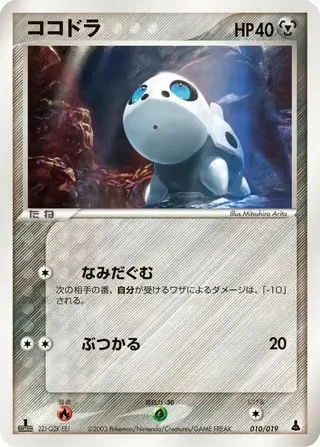 ココドラ HP40
Illus.Mitsuhiro Arita
たね
なみだぐむ
次の相手の番、自分が受けるワザによるダメージは、「-10」
される。
ぶつかる 20
弱点 抵抗力 -30 にげる
©2003 Pokémon/Nintendo/Creatures/GAME FREAK 010/019